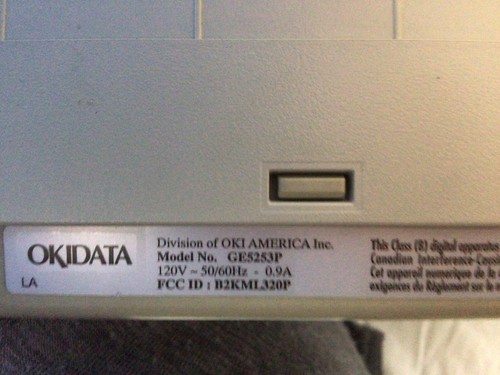 OKIDATA
LA
Division of OKI AMERICA Inc.
Model No. GE5253P
120V ~ 50/60Hz - 0.9A
FCC ID : B2KML320P
This Class (B) digital apparatus
Canadian Interference-Causi
Cet appareil numerique de la
exigences du Règlement sur le